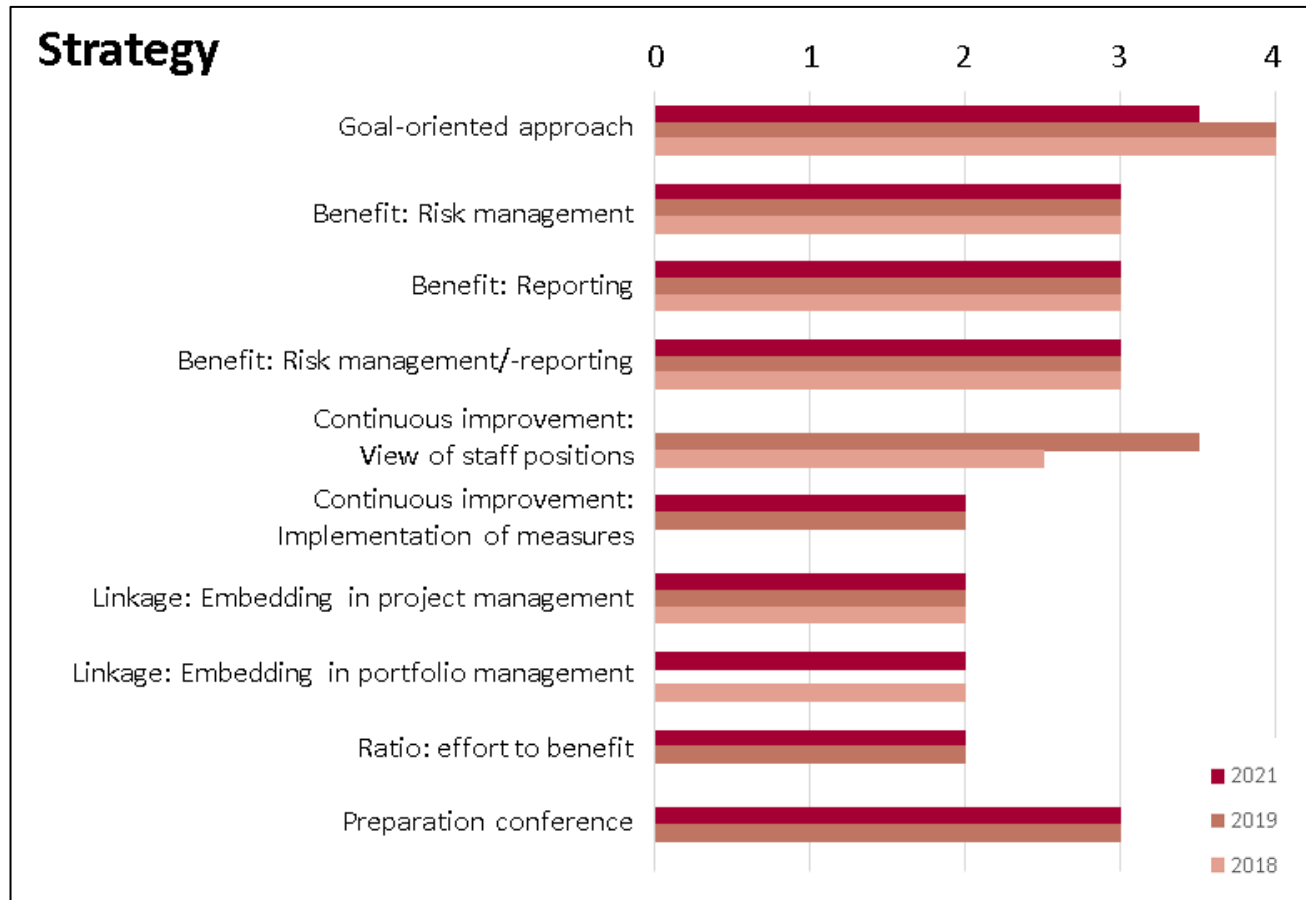 Strategy
0 1 2 3 4
Goal-oriented approach
Benefit: Risk management
Benefit: Reporting
Benefit: Risk management/-reporting
Continuous improvement:
View of staff positions
Continuous improvement:
Implementation of measures
Linkage: Embedding in project management
Linkage: Embedding in portfolio management
Ratio: effort to benefit
Preparation conference
2021
2019
2018